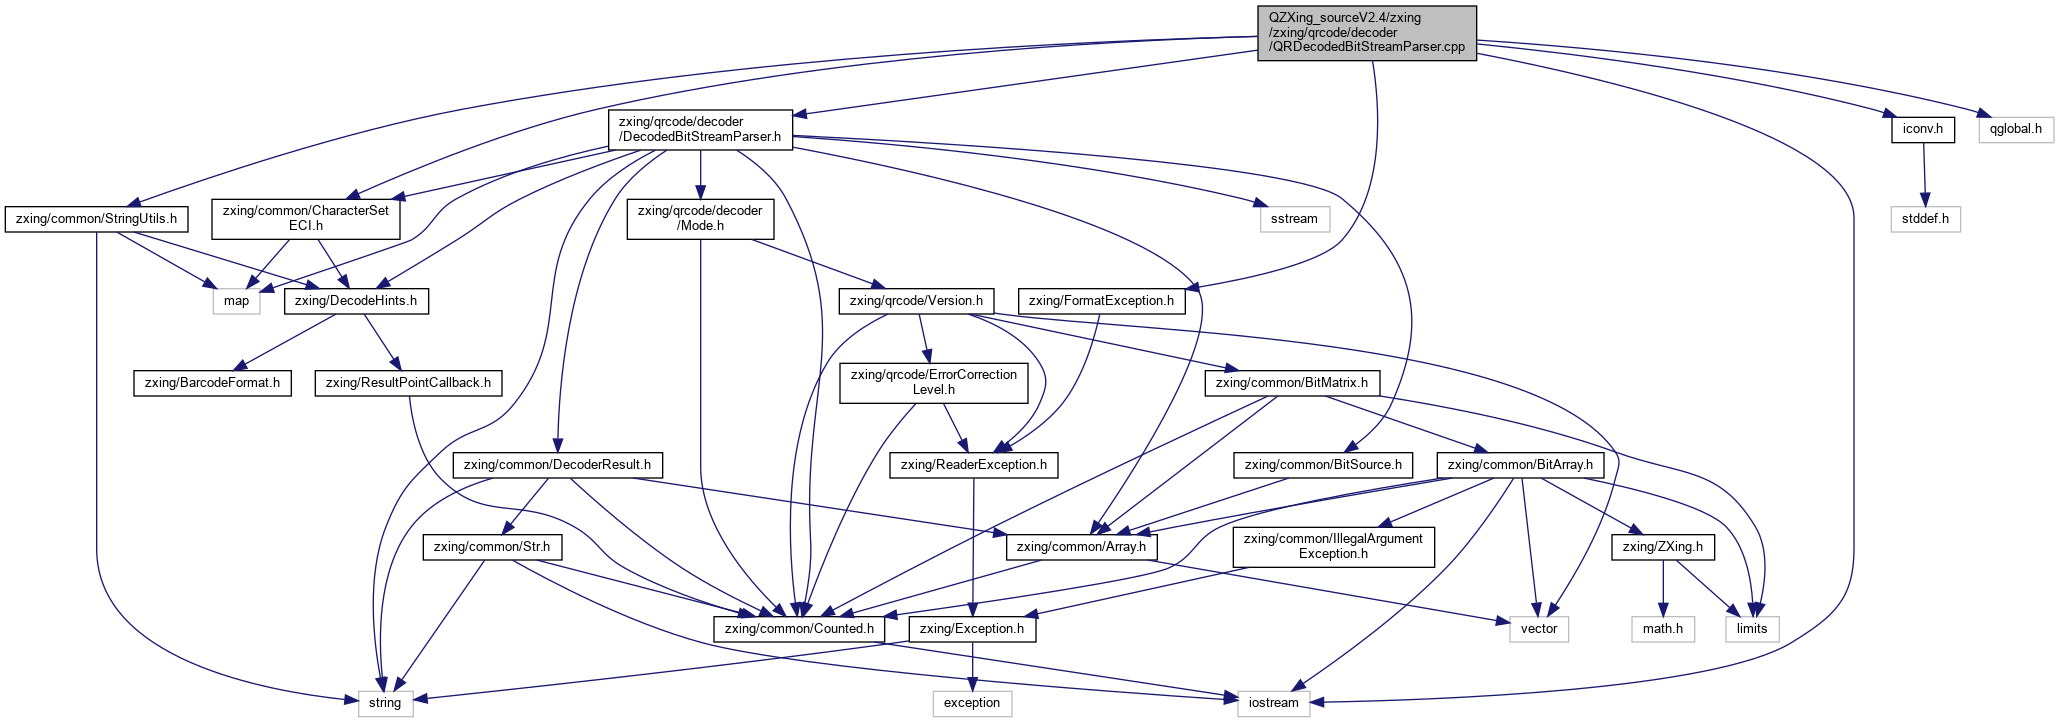 QZXing_sourceV2.4/zxing
/zxing/qrcode/decoder
/QRDecodedBitStreamParser.cpp
zxing/qrcode/decoder
/DecodedBitStreamParser.h
iconv.h
qglobal.h
zxing/common/StringUtils.h
zxing/common/CharacterSet
ECI.h
zxing/qrcode/decoder
/Mode.h
sstream
stddef.h
map
zxing/DecodeHints.h
zxing/qrcode/Version.h
zxing/FormatException.h
zxing/BarcodeFormat.h
zxing/ResultPointCallback.h
zxing/qrcode/ErrorCorrection
Level.h
zxing/common/BitMatrix.h
zxing/common/DecoderResult.h
zxing/ReaderException.h
zxing/common/BitSource.h
zxing/common/BitArray.h
zxing/common/Str.h
zxing/common/Array.h
zxing/common/IllegalArgument
Exception.h
zxing/ZXing.h
zxing/common/Counted.h
zxing/Exception.h
vector
math.h
limits
string
exception
iostream